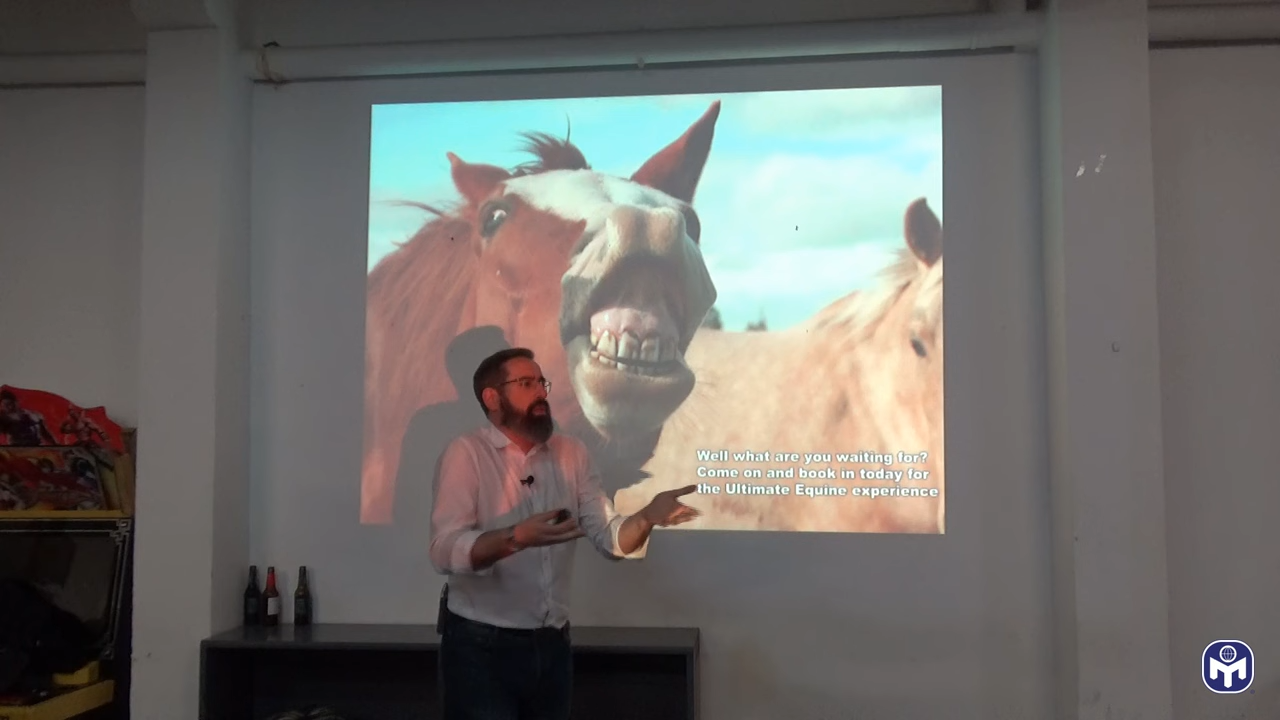 Well what are you waiting for?
Come on and book in today for
the Ultimate Equine experience